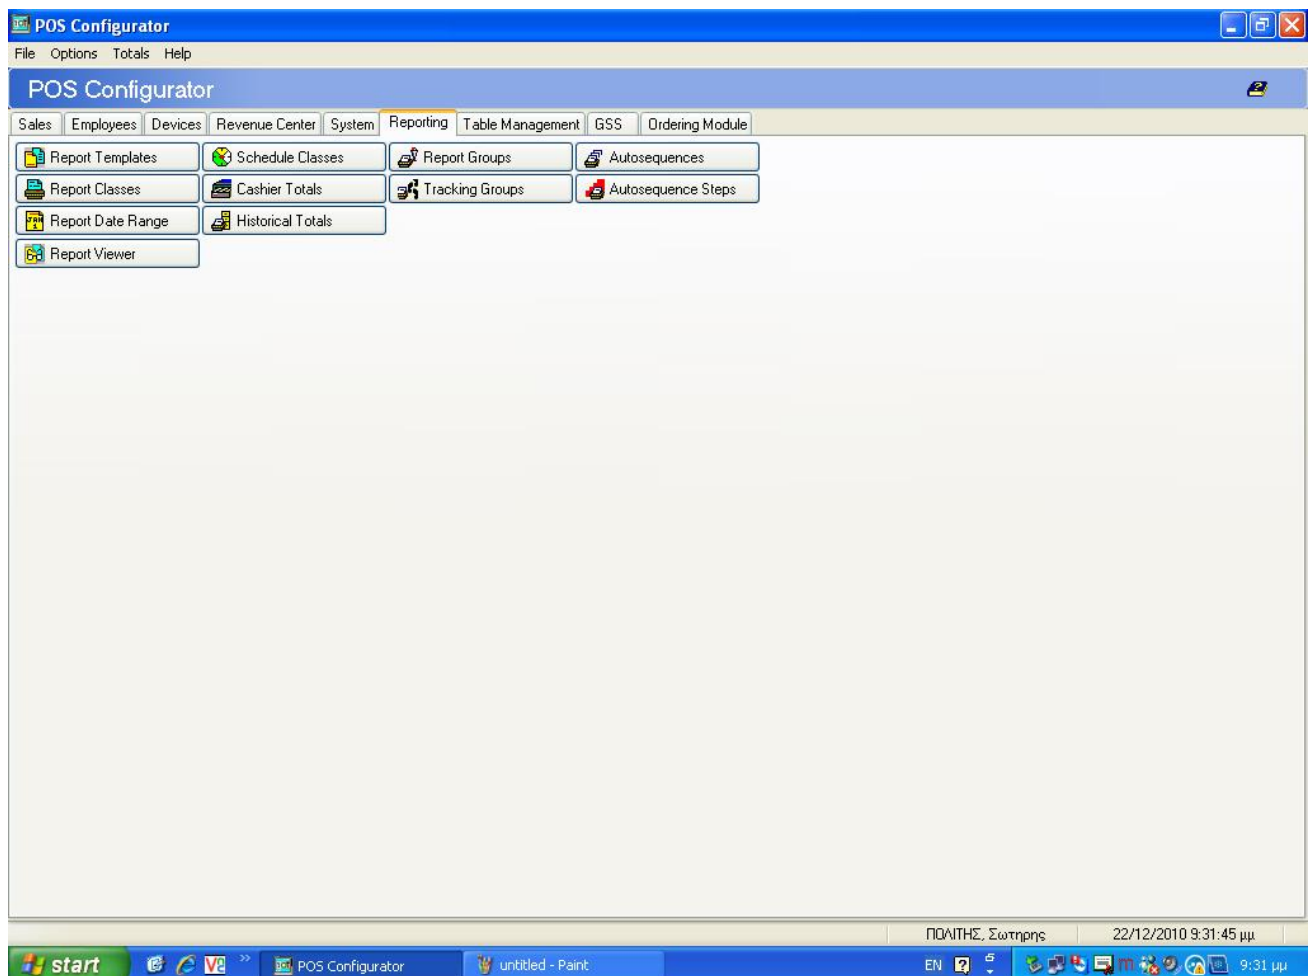 POS Configurator
File Options Totals Help
POS Configurator
Sales Employees Devices Revenue Center System Reporting Table Management GSS Ordering Module
Report Templates Schedule Classes Report Groups Autosequences
Report Classes Cashier Totals Tracking Groups Autosequence Steps
Report Date Range Historical Totals
Report Viewer
ΠΟΛΙΤΗΣ, Σωτηρης 22/12/2010 9:31:45 μμ
start POS Configurator untitled - Paint EN 9:31 μμ